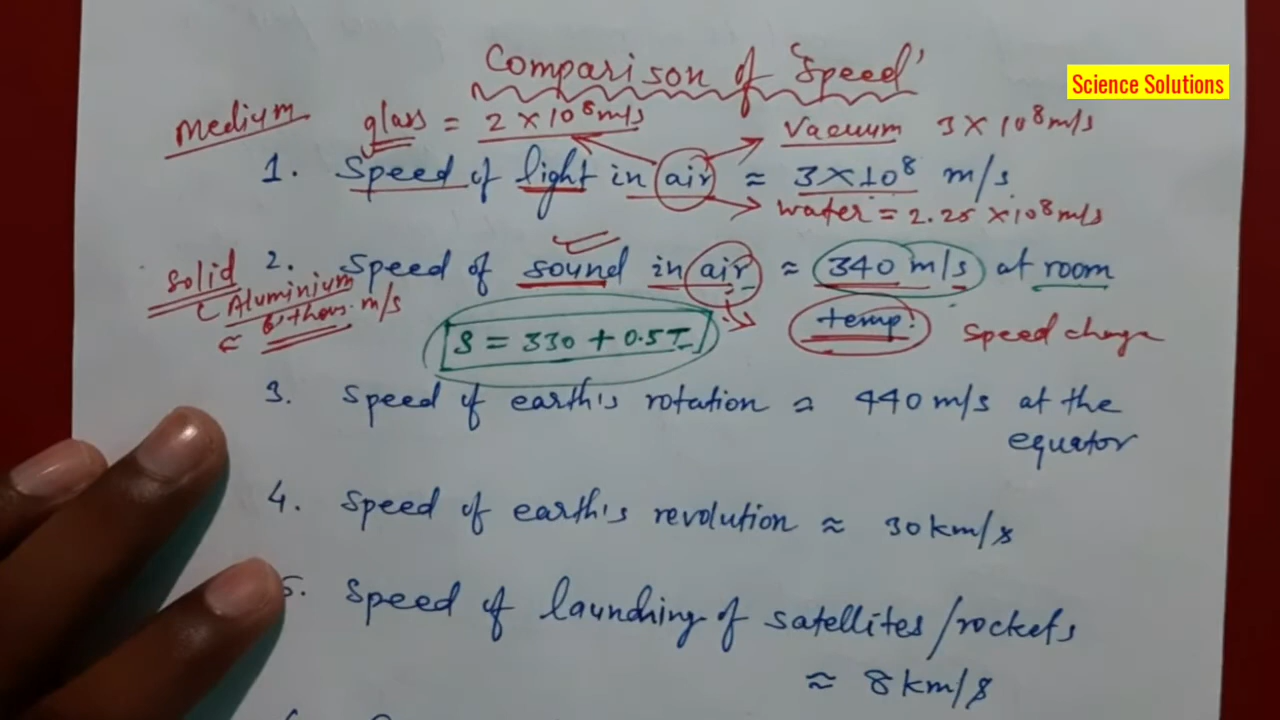 Comparison of 'Speed'
Science Solutions
Medium glass = 2 × 10⁸ m/s Vacuum 3 × 10⁸ m/s
1. Speed of light in air ≈ 3 × 10⁸ m/s
water = 2.25 × 10⁸ m/s
Solid 2. Speed of sound in air ≈ 340 m/s at room
Aluminium
≈ 6, thous. m/s
S = 330 + 0.5T temp. Speed change
3. Speed of earth's rotation ≈ 440 m/s at the
equator
4. Speed of earth's revolution ≈ 30 km/s
5. Speed of launching of satellites/rockets
≈ 8 km/s